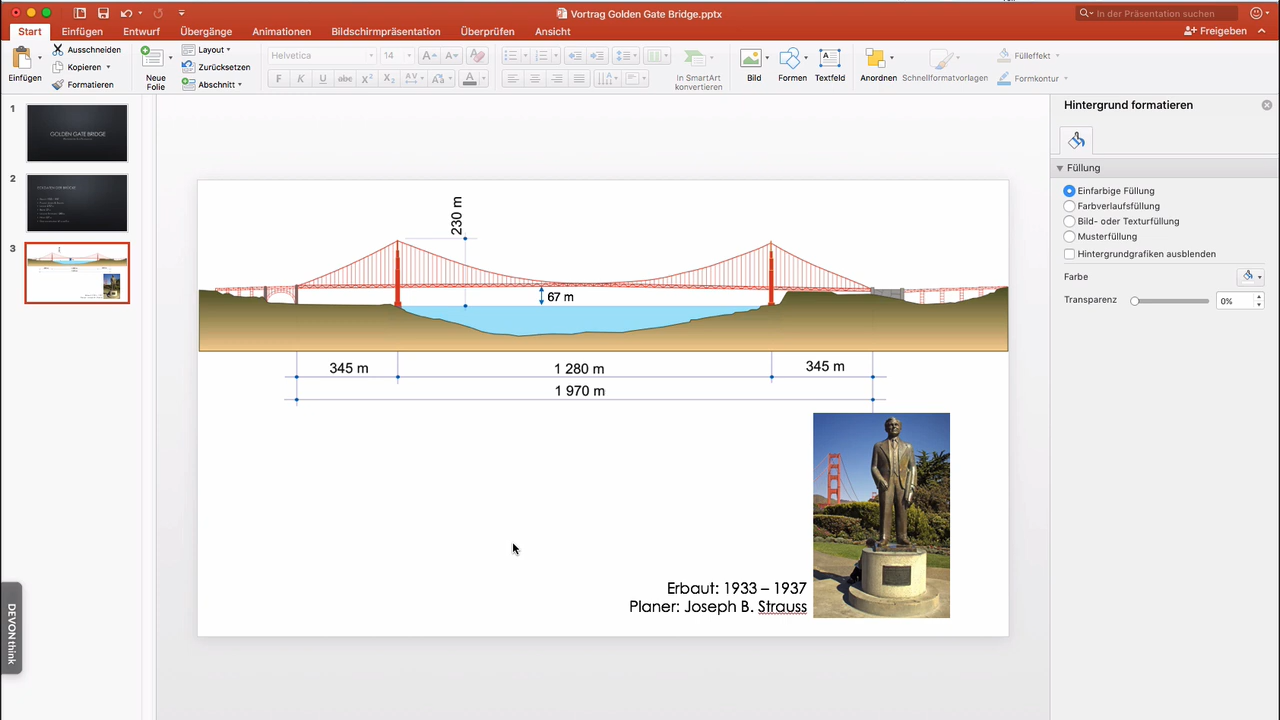 Vortrag Golden Gate Bridge.pptx
In der Präsentation suchen
Start Einfügen Entwurf Übergänge Animationen Bildschirmpräsentation Überprüfen Ansicht
Freigeben
Einfügen
Ausschneiden
Kopieren
Formatieren
Neue
Folie
Layout
Zurücksetzen
Abschnitt
Helvetica 14
F K U abc X² X₂
In SmartArt
konvertieren
Bild Formen Textfeld
Anordnen Schnellformatvorlagen
Fülleffekt
Formkontur
1
GOLDEN GATE BRIDGE
2
3
230 m
67 m
345 m 1 280 m 345 m
1 970 m
Erbaut: 1933 – 1937
Planer: Joseph B. Strauss
Hintergrund formatieren
Füllung
Einfarbige Füllung
Farbverlaufsfüllung
Bild- oder Texturfüllung
Musterfüllung
Hintergrundgrafiken ausblenden
Farbe
Transparenz 0%
DEVONthink